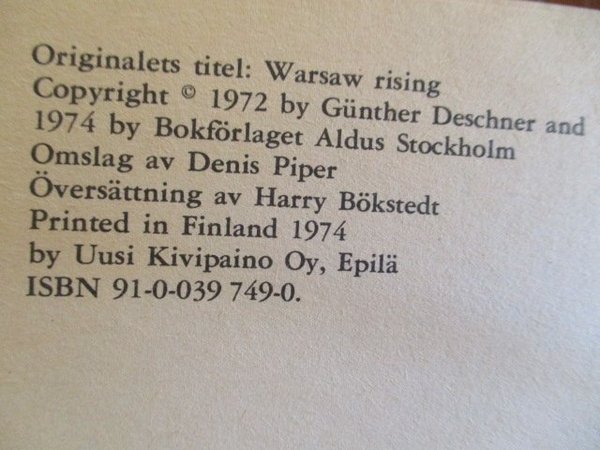 Originalets titel: Warsaw rising
Copyright © 1972 by Günther Deschner and
1974 by Bokförlaget Aldus Stockholm
Omslag av Denis Piper
Översättning av Harry Bökstedt
Printed in Finland 1974
by Uusi Kivipaino Oy, Epilä
ISBN 91-0-039 749-0.